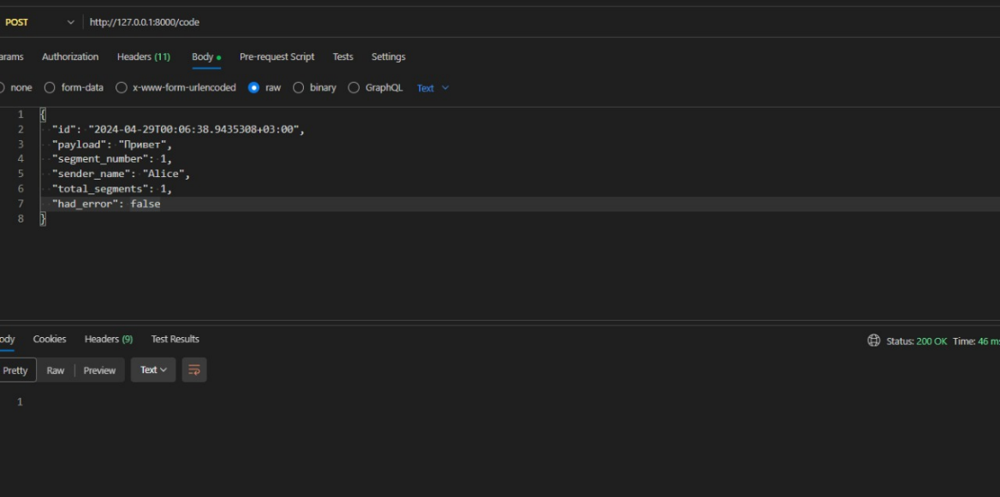 POST http://127.0.0.1:8000/code
arams Authorization Headers (11) Body Pre-request Script Tests Settings
none form-data x-www-form-urlencoded raw binary GraphQL Text
1 {
2 "id": "2024-04-29T00:06:38.9435308+03:00",
3 "payload": "Привет",
4 "segment_number": 1,
5 "sender_name": "Alice",
6 "total_segments": 1,
7 "had_error": false
8 }
ody Cookies Headers (9) Test Results Status: 200 OK Time: 46 ms
Pretty Raw Preview Text
1